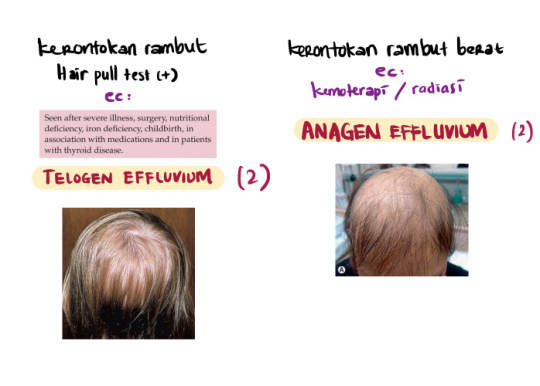 kerontokan rambut
Hair pull test (+)
ec:
Seen after severe illness, surgery, nutritional
deficiency, iron deficiency, childbirth, in
association with medications and in patients
with thyroid disease.
TELOGEN EFFLUVIUM (2)
kerontokan rambut berat
ec:
kemoterapi / radiasi
ANAGEN EFFLUVIUM (2)
A